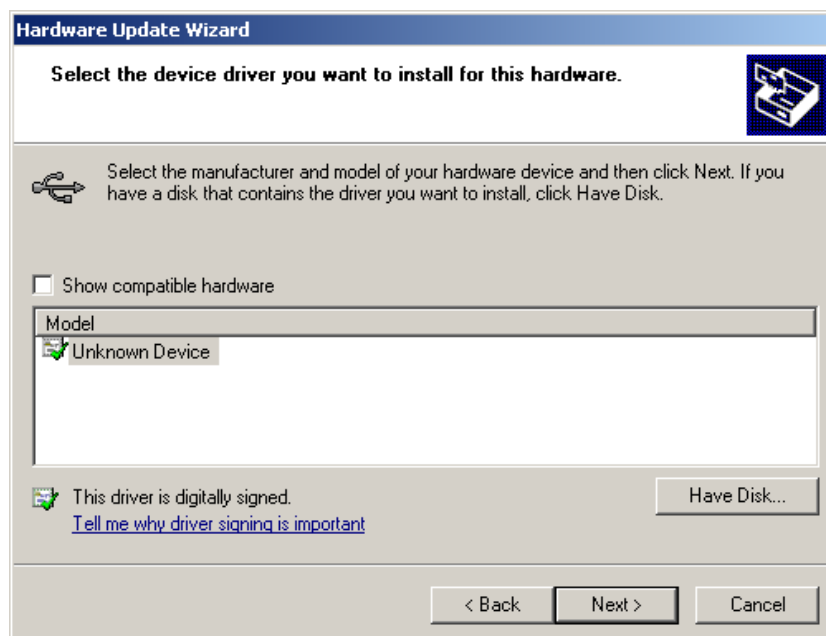 Hardware Update Wizard
Select the device driver you want to install for this hardware.
Select the manufacturer and model of your hardware device and then click Next. If you
have a disk that contains the driver you want to install, click Have Disk.
Show compatible hardware
Model
Unknown Device
This driver is digitally signed.
Have Disk...
Tell me why driver signing is important
< Back
Next >
Cancel